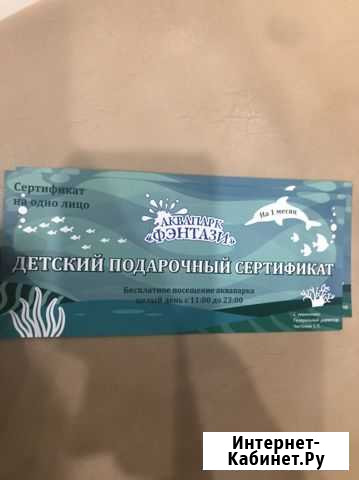 Сертификат
на одно лицо
АКВАПАРК
«ФЭНТАЗИ»
На 1 месяц
ДЕТСКИЙ ПОДАРОЧНЫЙ СЕРТИФИКАТ
Бесплатное посещение аквапарка
целый день с 11:00 до 23:00
С уважением
Генеральный директор
Интернет-
Кабинет.Ру